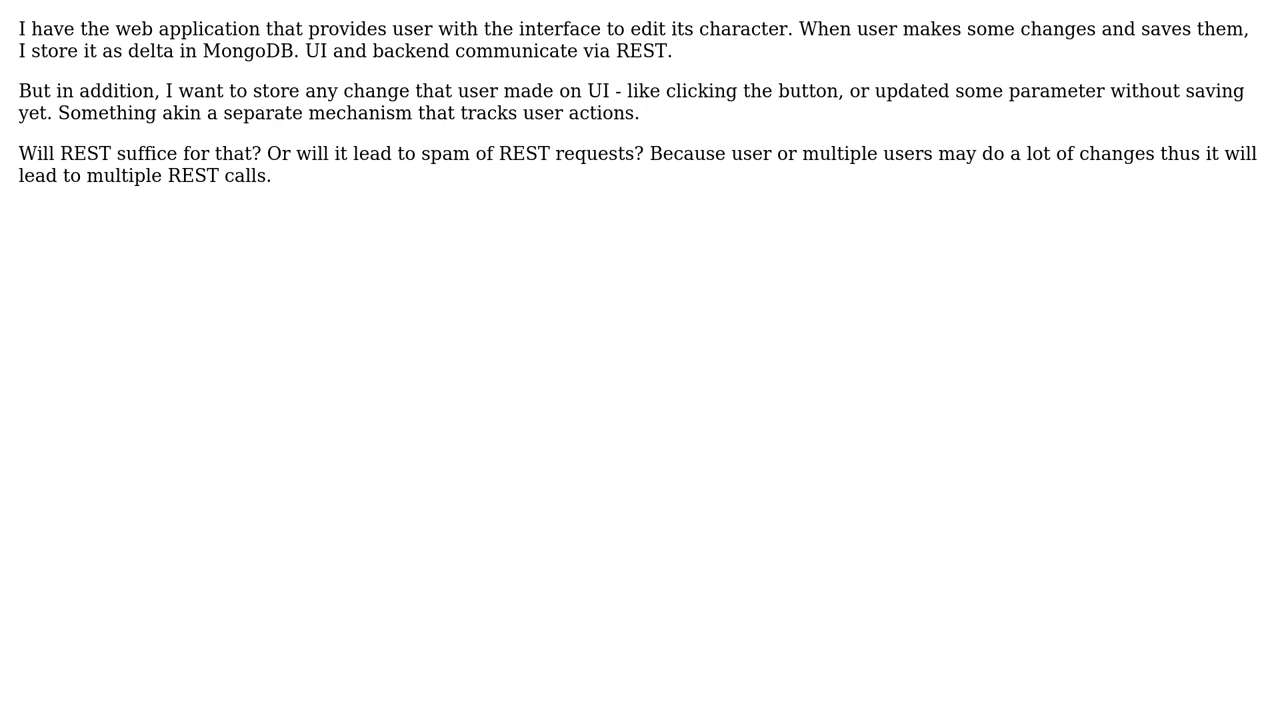 I have the web application that provides user with the interface to edit its character. When user makes some changes and saves them,
I store it as delta in MongoDB. UI and backend communicate via REST.
But in addition, I want to store any change that user made on UI - like clicking the button, or updated some parameter without saving
yet. Something akin a separate mechanism that tracks user actions.
Will REST suffice for that? Or will it lead to spam of REST requests? Because user or multiple users may do a lot of changes thus it will
lead to multiple REST calls.